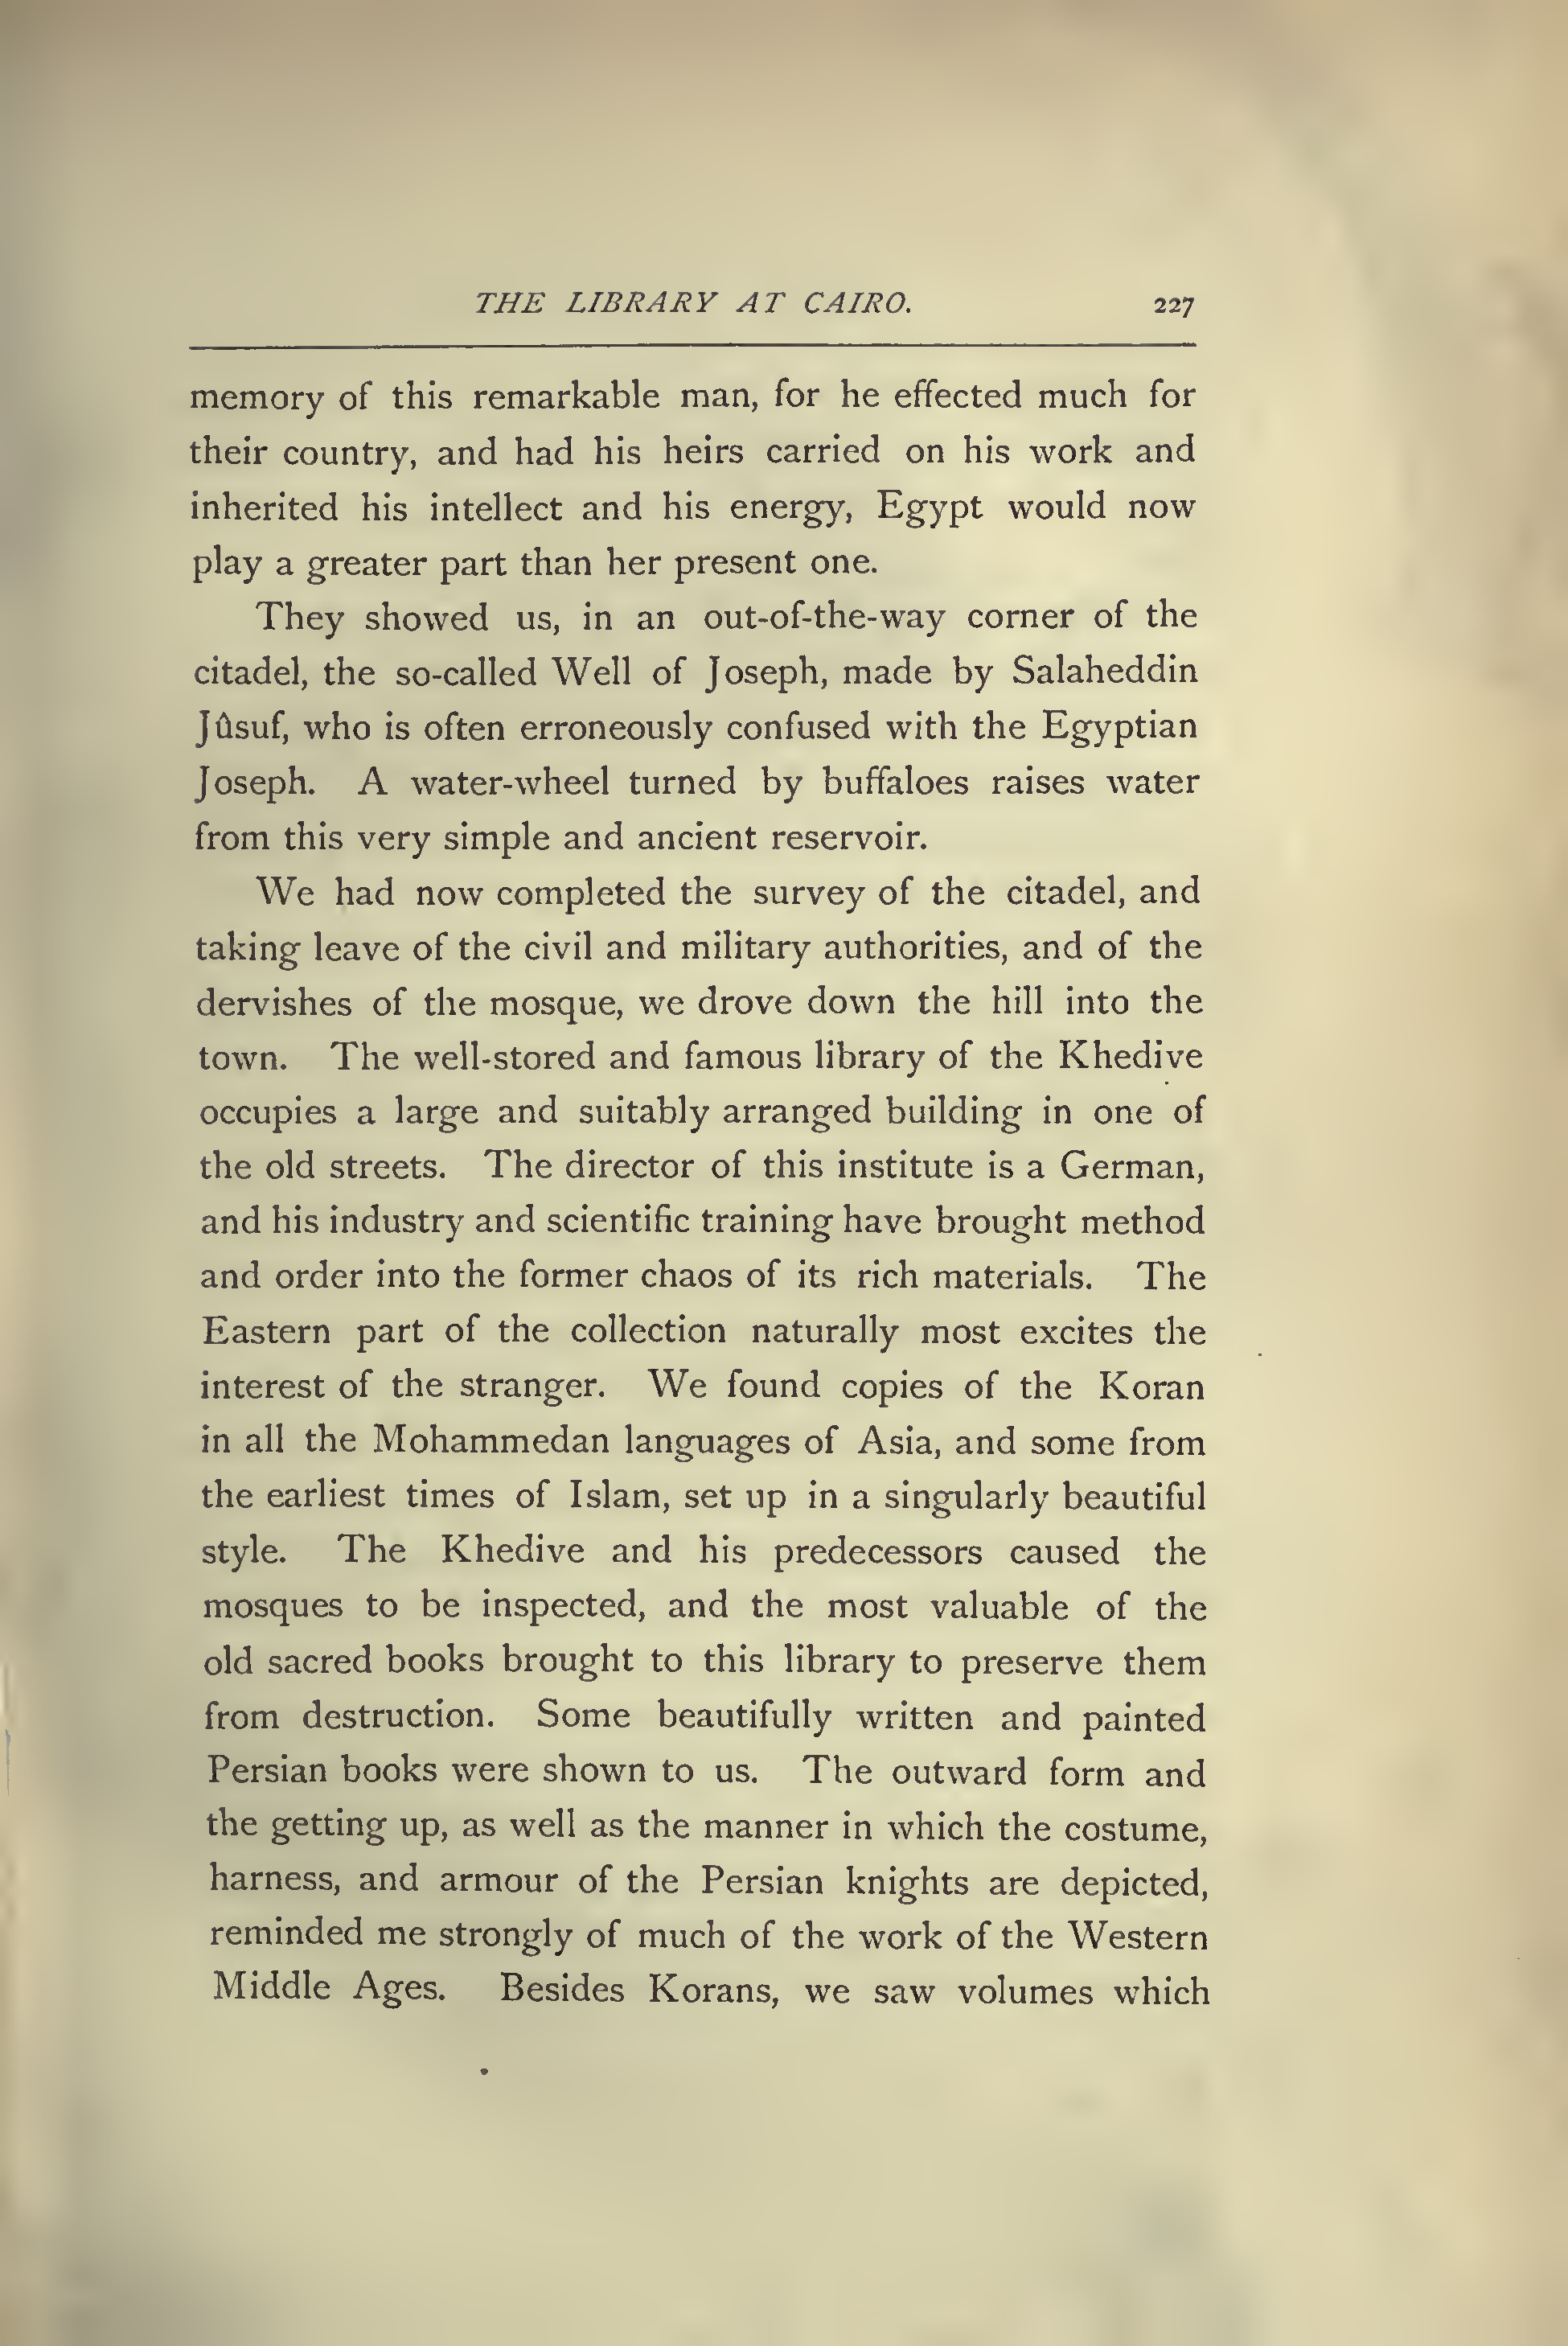 THE LIBRARY AT CAIRO. 227
memory of this remarkable man, for he effected much for
their country, and had his heirs carried on his work and
inherited his intellect and his energy, Egypt would now
play a greater part than her present one.
They showed us, in an out-of-the-way corner of the
citadel, the so-called Well of Joseph, made by Salaheddin
Jûsuf, who is often erroneously confused with the Egyptian
Joseph. A water-wheel turned by buffaloes raises water
from this very simple and ancient reservoir.
We had now completed the survey of the citadel, and
taking leave of the civil and military authorities, and of the
dervishes of the mosque, we drove down the hill into the
town. The well-stored and famous library of the Khedive
occupies a large and suitably arranged building in one of
the old streets. The director of this institute is a German,
and his industry and scientific training have brought method
and order into the former chaos of its rich materials. The
Eastern part of the collection naturally most excites the
interest of the stranger. We found copies of the Koran
in all the Mohammedan languages of Asia, and some from
the earliest times of Islam, set up in a singularly beautiful
style. The Khedive and his predecessors caused the
mosques to be inspected, and the most valuable of the
old sacred books brought to this library to preserve them
from destruction. Some beautifully written and painted
Persian books were shown to us. The outward form and
the getting up, as well as the manner in which the costume,
harness, and armour of the Persian knights are depicted,
reminded me strongly of much of the work of the Western
Middle Ages. Besides Korans, we saw volumes which